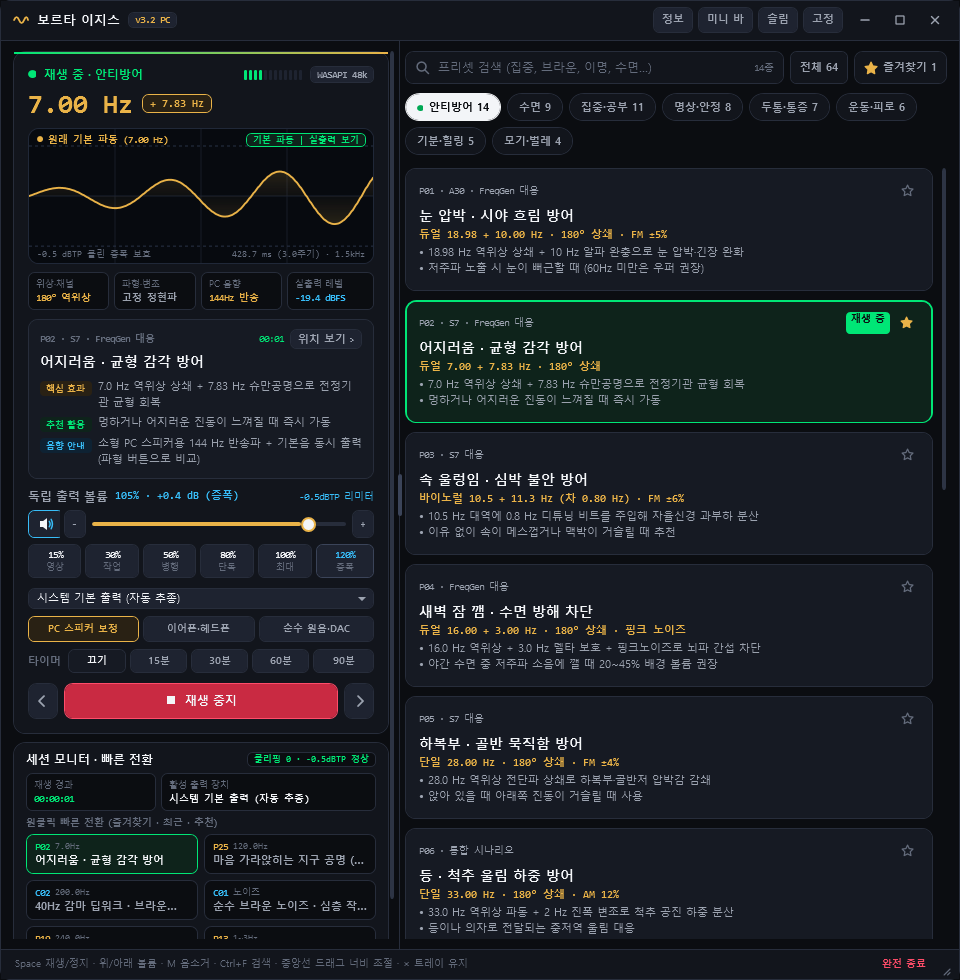 보르타 이지스 v3.2 PC
정보 미니 바 슬림 고정
재생 중 · 안티방어 WASAPI 48k
7.00 Hz + 7.83 Hz
원래 기본 파동 (7.00 Hz) 기본 파동 | 실출력 보기
-0.5 dBTP 클린 증폭 보호 428.7 ms (3.0주기) · 1.5kHz
위상·채널 파형·변조 PC 음향 실출력 레벨
180° 역위상 고정 정현파 144Hz 반송 -19.4 dBFS
P02 · S7 · FreqGen 대응 00:01 위치 보기 ›
어지러움 · 균형 감각 방어
핵심 효과 7.0 Hz 역위상 상쇄 + 7.83 Hz 슈만공명으로 전정기
관 균형 회복
추천 활용 멍하거나 어지러운 진동이 느껴질 때 즉시 가동
음향 안내 소형 PC 스피커용 144 Hz 반송파 + 기본음 동시 출력
(파형 버튼으로 비교)
독립 출력 볼륨 105% · +0.4 dB (증폭) -0.5dBTP 리미터
- +
15% 30% 50% 80% 100% 120%
명상 작업 병행 단독 최대 증폭
시스템 기본 출력 (자동 추종)
PC 스피커 보정 이어폰·헤드폰 순수 원음·DAC
타이머 끄기 15분 30분 60분 90분
재생 중지
세션 모니터 · 빠른 전환 클리핑 0 · -0.5dBTP 정상
재생 경과 활성 출력 장치
00:00:01 시스템 기본 출력 (자동 추종)
원클릭 빠른 전환 (즐겨찾기 · 최근 · 추천)
P02 7.0Hz P25 120.0Hz
어지러움 · 균형 감각 방어 마음 가라앉히는 지구 공명 (...
C02 200.0Hz C01 노이즈
40Hz 감마 딥워크 · 브라운... 순수 브라운 노이즈 · 심층 작...
프리셋 검색 (집중, 브라운, 이명, 수면...) 14종 전체 64 즐겨찾기 1
안티방어 14 수면 9 집중·공부 11 명상·안정 8 두통·통증 7 운동·피로 6
기분·힐링 5 모기·벌레 4
P01 · A30 · FreqGen 대응
눈 압박 · 시야 흐림 방어
듀얼 18.98 + 10.00 Hz · 180° 상쇄 · FM ±5%
• 18.98 Hz 역위상 상쇄 + 10 Hz 알파 완충으로 눈 압박·긴장 완화
• 저주파 노출 시 눈이 뻐근할 때 (60Hz 미만은 우퍼 권장)
P02 · S7 · FreqGen 대응 재생 중
어지러움 · 균형 감각 방어
듀얼 7.00 + 7.83 Hz · 180° 상쇄
• 7.0 Hz 역위상 상쇄 + 7.83 Hz 슈만공명으로 전정기관 균형 회복
• 멍하거나 어지러운 진동이 느껴질 때 즉시 가동
P03 · S7 대응
속 울렁임 · 심박 불안 방어
바이노럴 10.5 + 11.3 Hz (차 0.80 Hz) · FM ±6%
• 10.5 Hz 대역에 0.8 Hz 디튜닝 비트를 주입해 자율신경 과부하 분산
• 이유 없이 속이 메스껍거나 맥박이 거슬릴 때 추천
P04 · FreqGen 대응
새벽 잠 깸 · 수면 방해 차단
듀얼 16.00 + 3.00 Hz · 180° 상쇄 · 핑크 노이즈
• 16.0 Hz 역위상 상쇄 + 3.0 Hz 델타 보호 + 핑크노이즈로 뇌파 간섭 차단
• 야간 수면 중 저주파 소음에 깰 때 20~45% 배경 볼륨 권장
P05 · S7 대응
하복부 · 골반 묵직함 방어
단일 28.00 Hz · 180° 상쇄 · FM ±4%
• 28.0 Hz 역위상 전단파 상쇄로 하복부·골반저 압박감 감쇄
• 앉아 있을 때 아래쪽 진동이 거슬릴 때 사용
P06 · 통합 시나리오
등 · 척추 울림 하중 방어
단일 33.00 Hz · 180° 상쇄 · AM 12%
• 33.0 Hz 역위상 파동 + 2 Hz 진폭 변조로 척추 공진 하중 분산
• 등이나 의자로 전달되는 중저역 울림 대응
Space 재생/정지 · 위/아래 볼륨 · M 음소거 · Ctrl+F 검색 · 중앙선 드래그 너비 조절 · × 트레이 유지 완전 종료